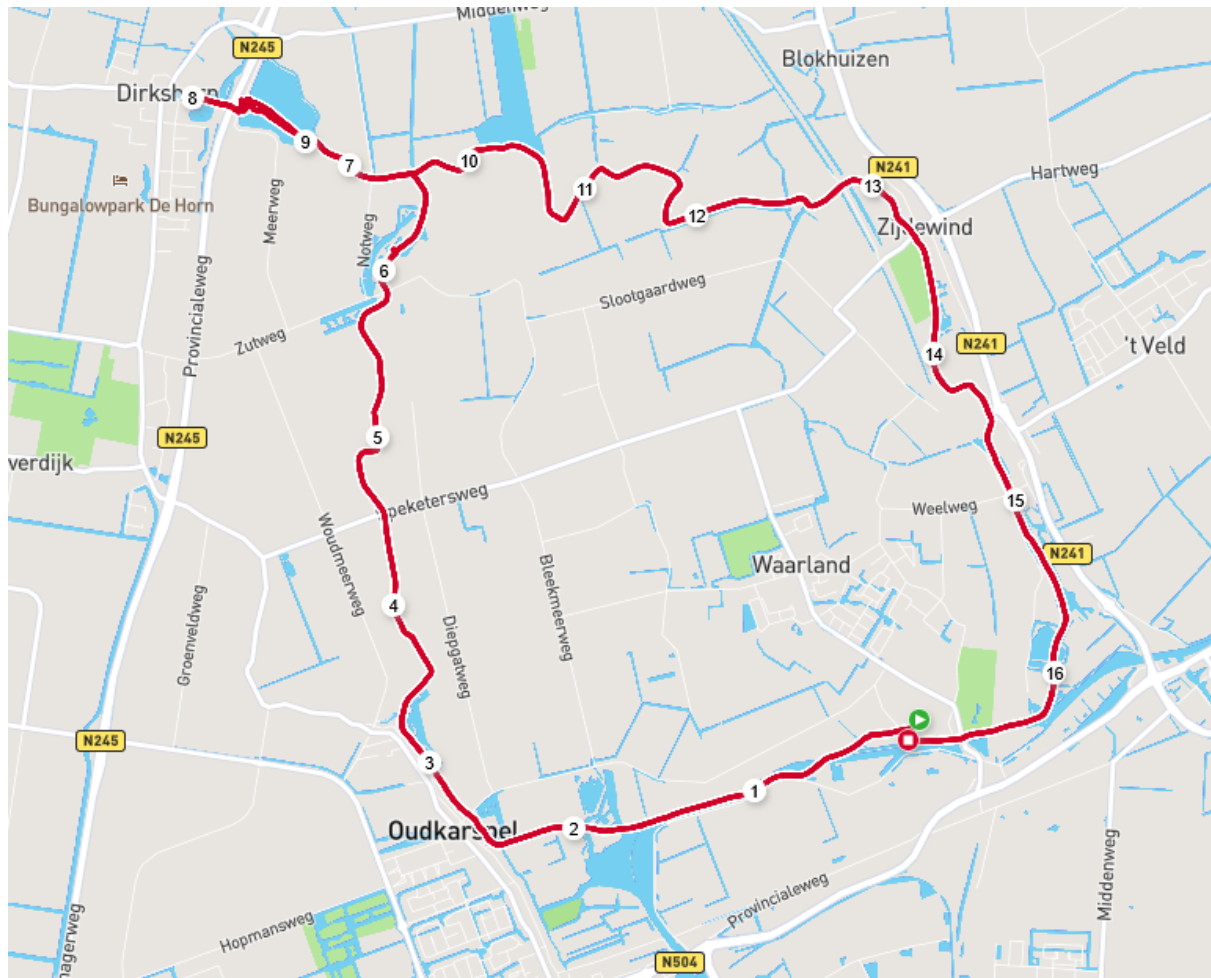 Middenweg
N245
Blokhuizen
Dirkshorn
8
9
7
10
11
12
13
N241
Hartweg
Bungalowpark De Horn
Meerweg
Notweg
Zijdewind
6
Slootgaardweg
Provincialeweg
Zutweg
14
N241
't Veld
5
N245
verdijk
Speketersweg
15
Weelweg
Woudmeerweg
Bleekmeerweg
Waarland
N241
Groenveldweg
4
Diepgatweg
16
N245
3
1
Oudkarspel
2
Middenweg
Provincialeweg
Hopmansweg
nagerweg
N504